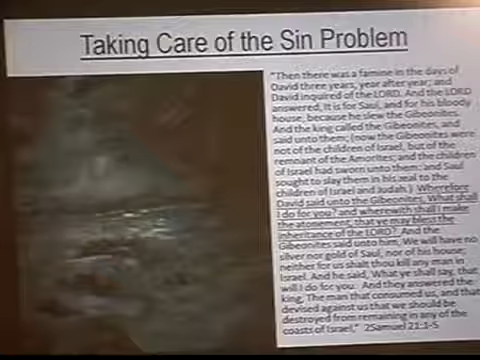 Taking Care of the Sin Problem
"Then there was a famine in the days of
David three years, year after year; and
David inquired of the LORD. And the LORD
answered, It is for Saul, and for his bloody
house, because he slew the Gibeonites.
And the king called the Gibeonites, and
said unto them; (now the Gibeonites were
not of the children of Israel, but of the
remnant of the Amorites; and the children
of Israel had sworn unto them: and Saul
sought to slay them in his zeal to the
children of Israel and Judah.) Wherefore
David said unto the Gibeonites, What shall
I do for you? and wherewith shall I make
the atonement, that ye may bless the
inheritance of the LORD? And the
Gibeonites said unto him, We will have no
silver nor gold of Saul, nor of his house;
neither for us shalt thou kill any man in
Israel. And he said, What ye shall say, that
will I do for you. And they answered the
king, The man that consumed us, and that
devised against us that we should be
destroyed from remaining in any of the
coasts of Israel," 2Samuel 21:1-5